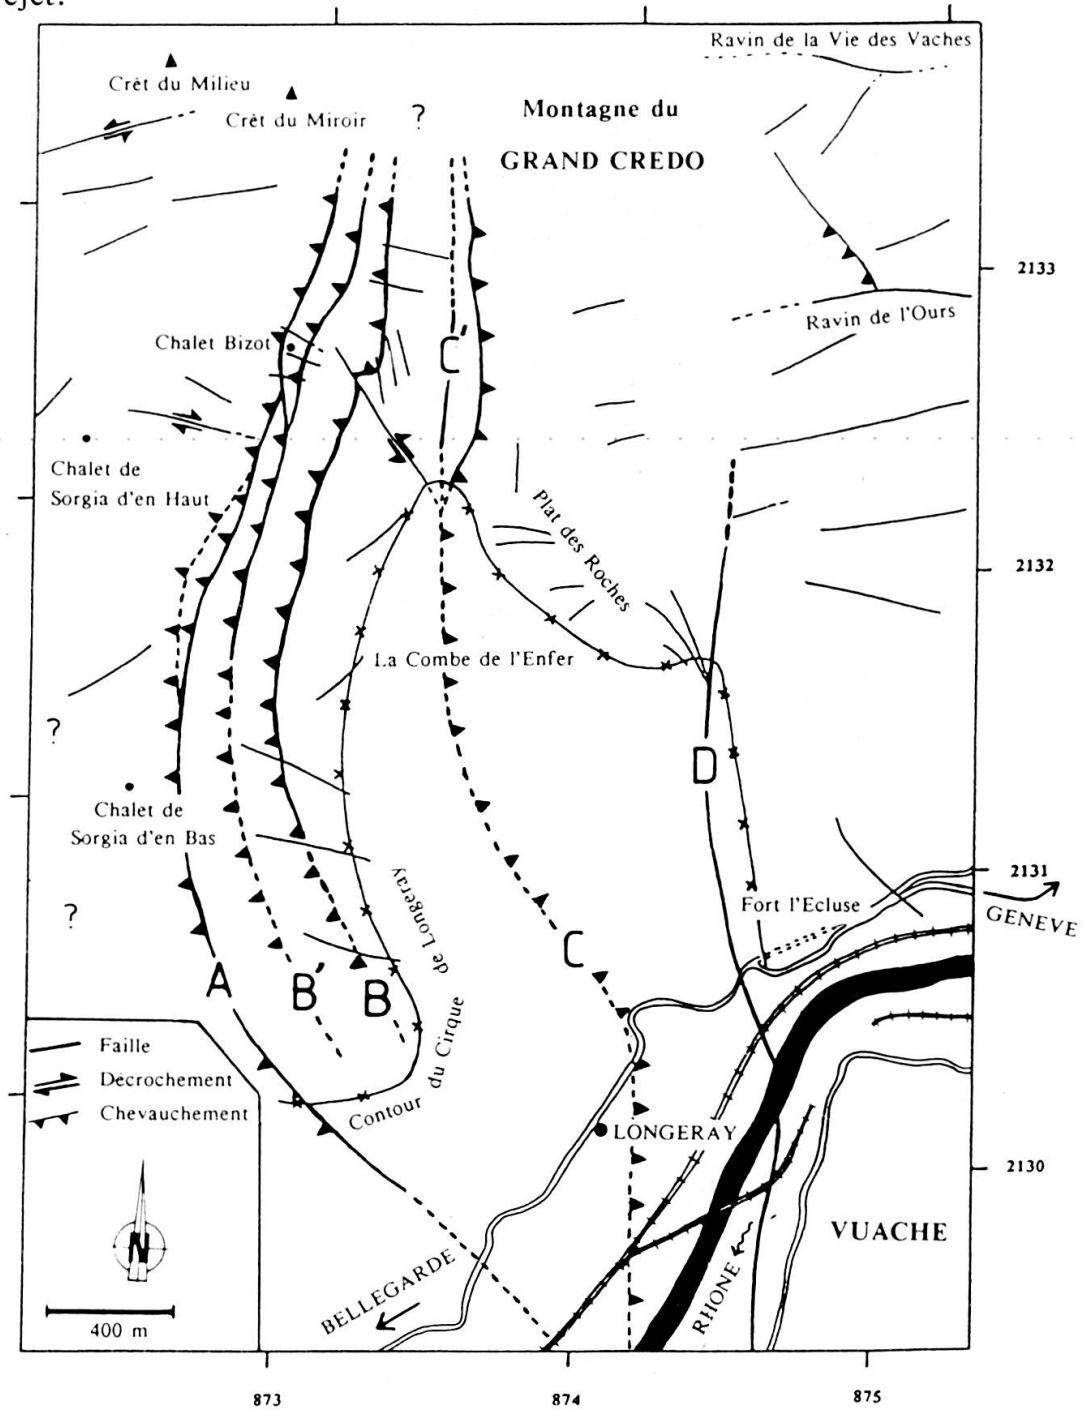 ejet.
Ravin de la Vie des Vaches
Crêt du Milieu
Crêt du Miroir
?
Montagne du
GRAND CREDO
2133
Ravin de l'Ours
Chalet Bizot
C'
Chalet de
Sorgia d'en Haut
Plat des Roches
2132
La Combe de l'Enfer
?
D
Chalet de
Sorgia d'en Bas
2131
Fort l'Ecluse
GENEVE
?
A
B'
B
C
Contour du Cirque de Longeray
Faille
Décrochement
Chevauchement
LONGERAY
2130
N
VUACHE
BELLEGARDE
RHONE
400 m
873
874
875